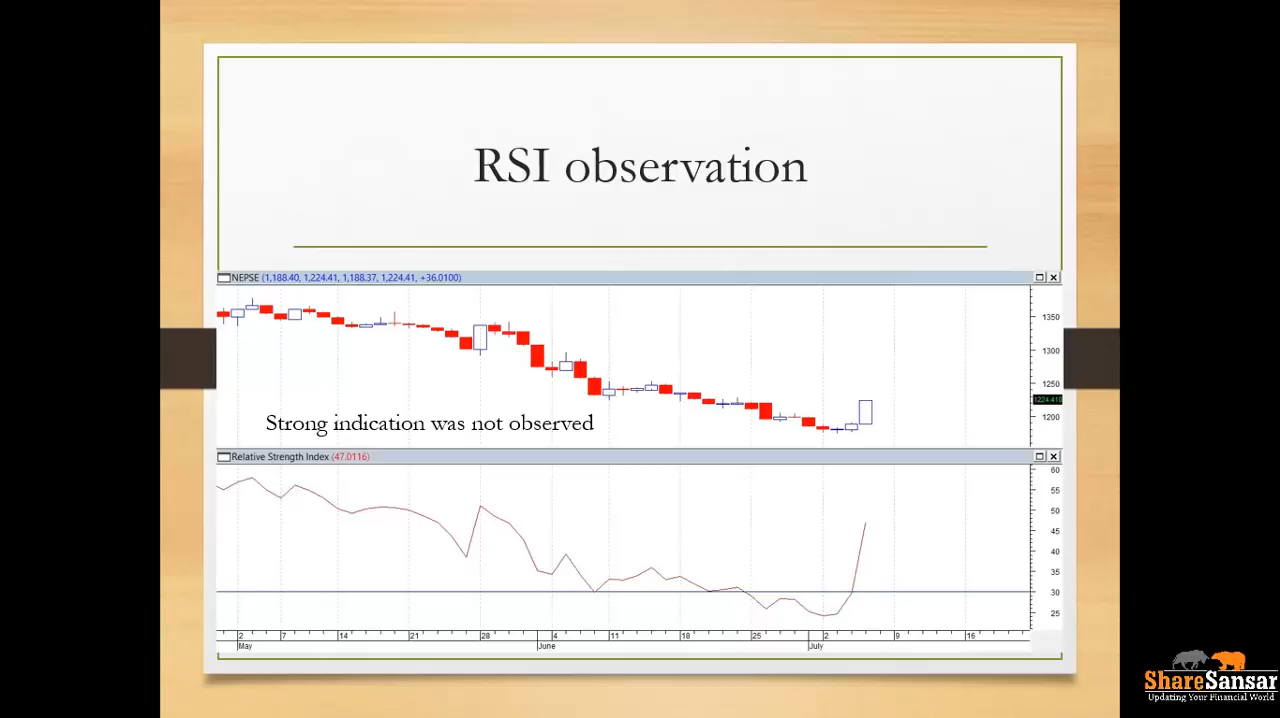 RSI observation
NEPSE (1,188.40, 1,224.41, 1,188.37, 1,224.41, +36.0100)
1350
1300
1250
1224.410
1200
Strong indication was not observed
Relative Strength Index (47.0116)
60
55
50
45
40
35
30
25
2 7 14 21 28 4 11 18 25 2 9 16
May June July
ShareSansar
Updating Your Financial World